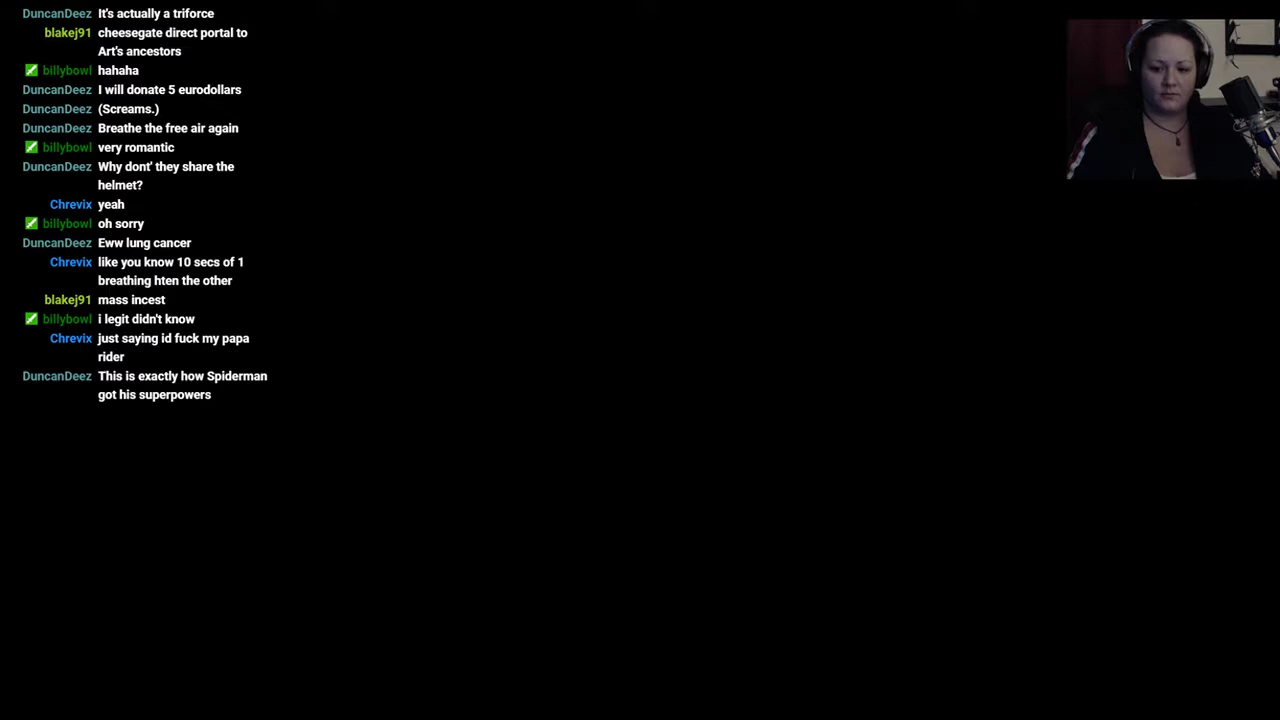 DuncanDeez It's actually a triforce
blakej91 cheesegate direct portal to
Art's ancestors
billybowl hahaha
DuncanDeez I will donate 5 eurodollars
DuncanDeez (Screams.)
DuncanDeez Breathe the free air again
billybowl very romantic
DuncanDeez Why dont' they share the
helmet?
Chrevix yeah
billybowl oh sorry
DuncanDeez Eww lung cancer
Chrevix like you know 10 secs of 1
breathing hten the other
blakej91 mass incest
billybowl i legit didn't know
Chrevix just saying id fuck my papa
rider
DuncanDeez This is exactly how Spiderman
got his superpowers